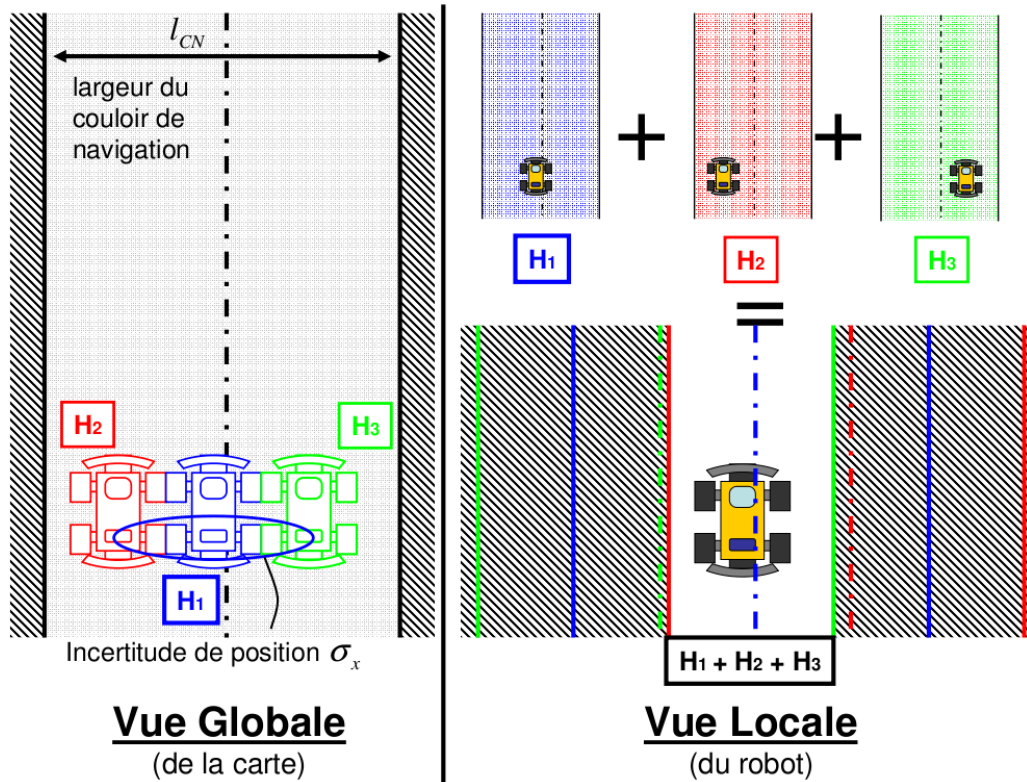 l_CN
largeur du
couloir de
navigation
H2
H3
H1
Incertitude de position σ_x
Vue Globale
(de la carte)
+ +
H1 H2 H3
=
H1 + H2 + H3
Vue Locale
(du robot)